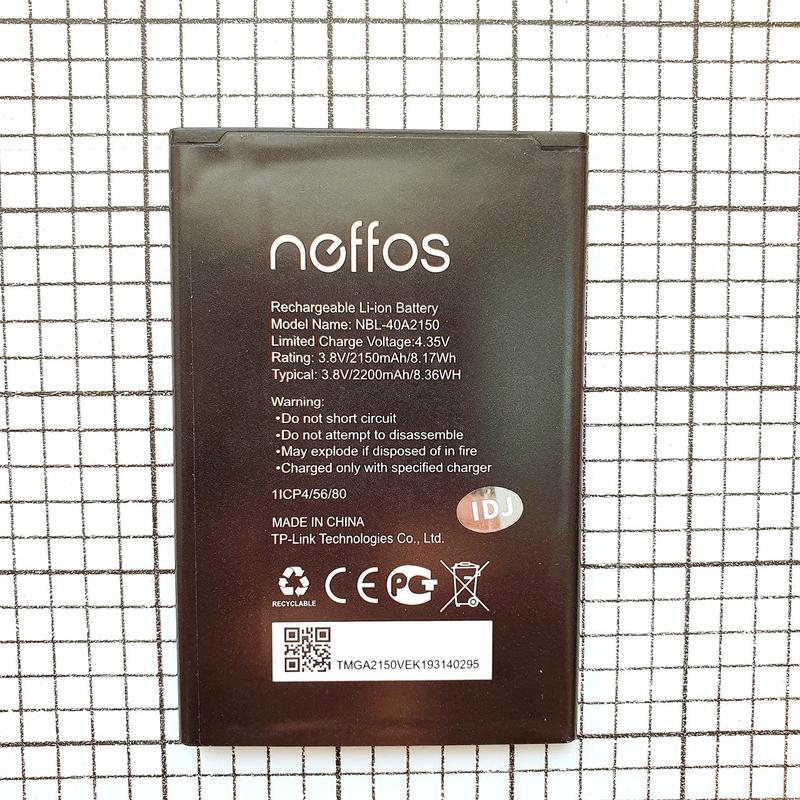 neffos
Rechargeable Li-ion Battery
Model Name: NBL-40A2150
Limited Charge Voltage:4.35V
Rating: 3.8V/2150mAh/8.17Wh
Typical: 3.8V/2200mAh/8.36WH
Warning:
•Do not short circuit
•Do not attempt to disassemble
•May explode if disposed of in fire
•Charged only with specified charger
1ICP4/56/80
IDJ
MADE IN CHINA
TP-Link Technologies Co., Ltd.
RECYCLABLE
CE
TMGA2150VEK193140295